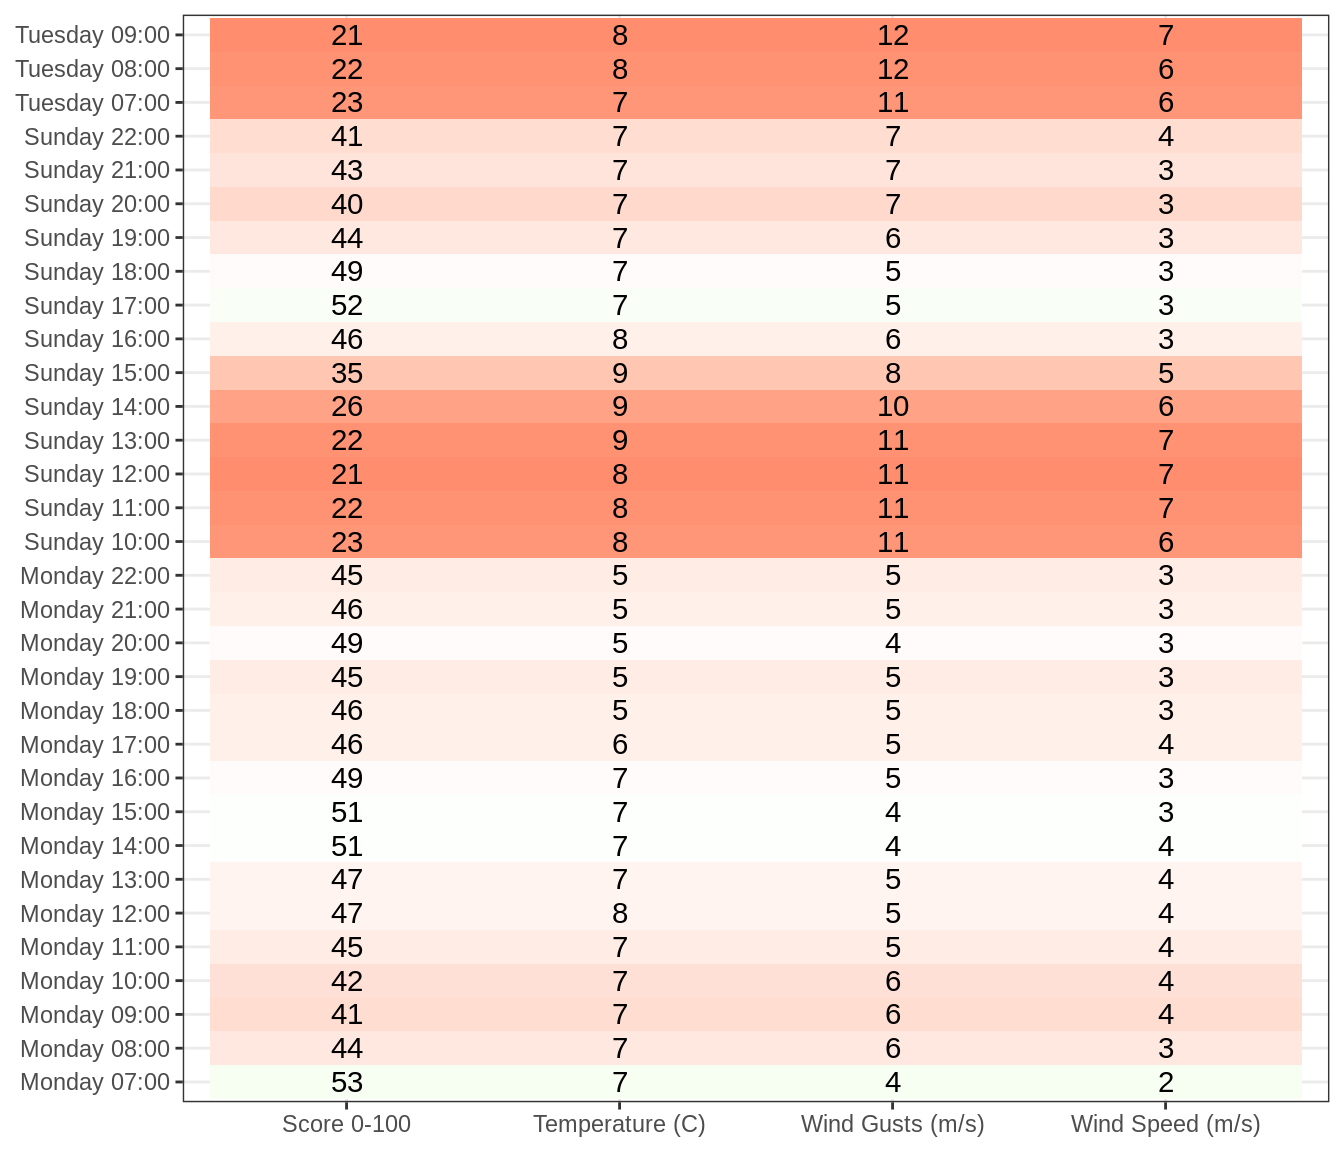 Tuesday 09:00 21 8 12 7
Tuesday 08:00 22 8 12 6
Tuesday 07:00 23 7 11 6
Sunday 22:00 41 7 7 4
Sunday 21:00 43 7 7 3
Sunday 20:00 40 7 7 3
Sunday 19:00 44 7 6 3
Sunday 18:00 49 7 5 3
Sunday 17:00 52 7 5 3
Sunday 16:00 46 8 6 3
Sunday 15:00 35 9 8 5
Sunday 14:00 26 9 10 6
Sunday 13:00 22 9 11 7
Sunday 12:00 21 8 11 7
Sunday 11:00 22 8 11 7
Sunday 10:00 23 8 11 6
Monday 22:00 45 5 5 3
Monday 21:00 46 5 5 3
Monday 20:00 49 5 4 3
Monday 19:00 45 5 5 3
Monday 18:00 46 5 5 3
Monday 17:00 46 6 5 4
Monday 16:00 49 7 5 3
Monday 15:00 51 7 4 3
Monday 14:00 51 7 4 4
Monday 13:00 47 7 5 4
Monday 12:00 47 8 5 4
Monday 11:00 45 7 5 4
Monday 10:00 42 7 6 4
Monday 09:00 41 7 6 4
Monday 08:00 44 7 6 3
Monday 07:00 53 7 4 2
Score 0-100 Temperature (C) Wind Gusts (m/s) Wind Speed (m/s)